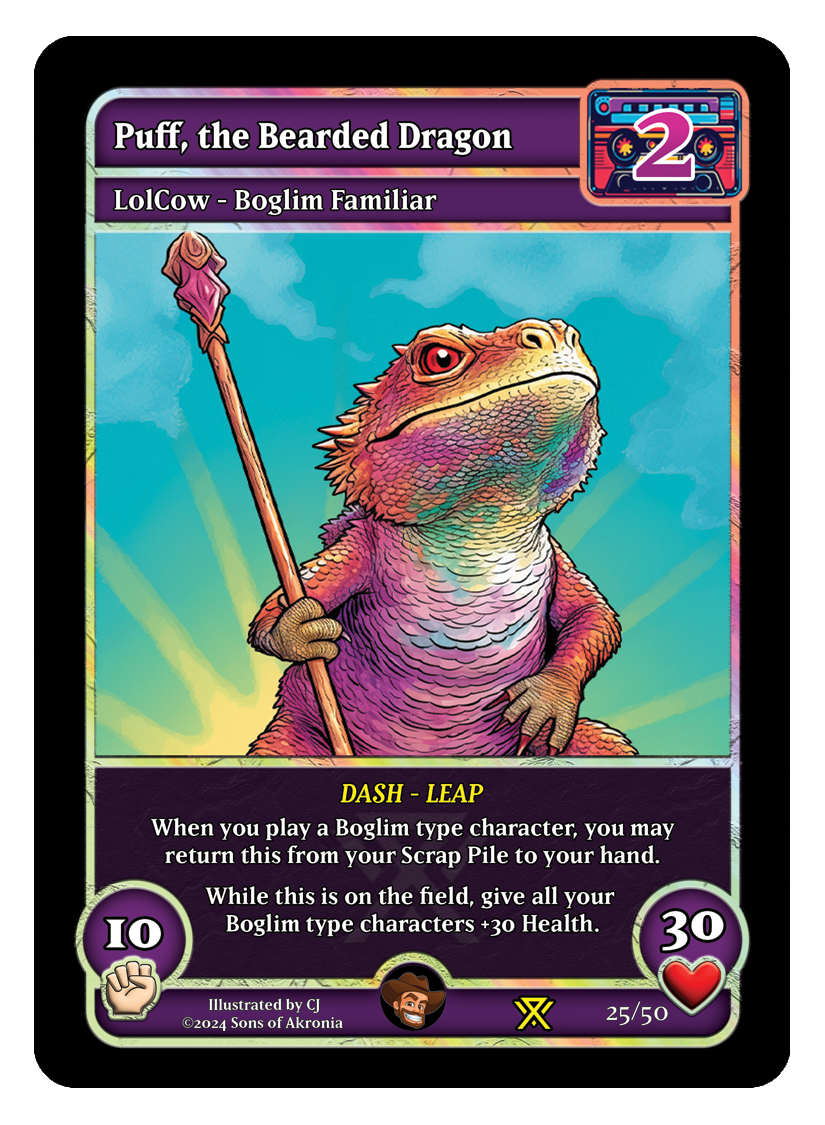 Puff, the Bearded Dragon
2
LolCow - Boglim Familiar
DASH - LEAP
When you play a Boglim type character, you may
return this from your Scrap Pile to your hand.
While this is on the field, give all your
Boglim type characters +30 Health.
10
30
Illustrated by CJ
©2024 Sons of Akronia
25/50